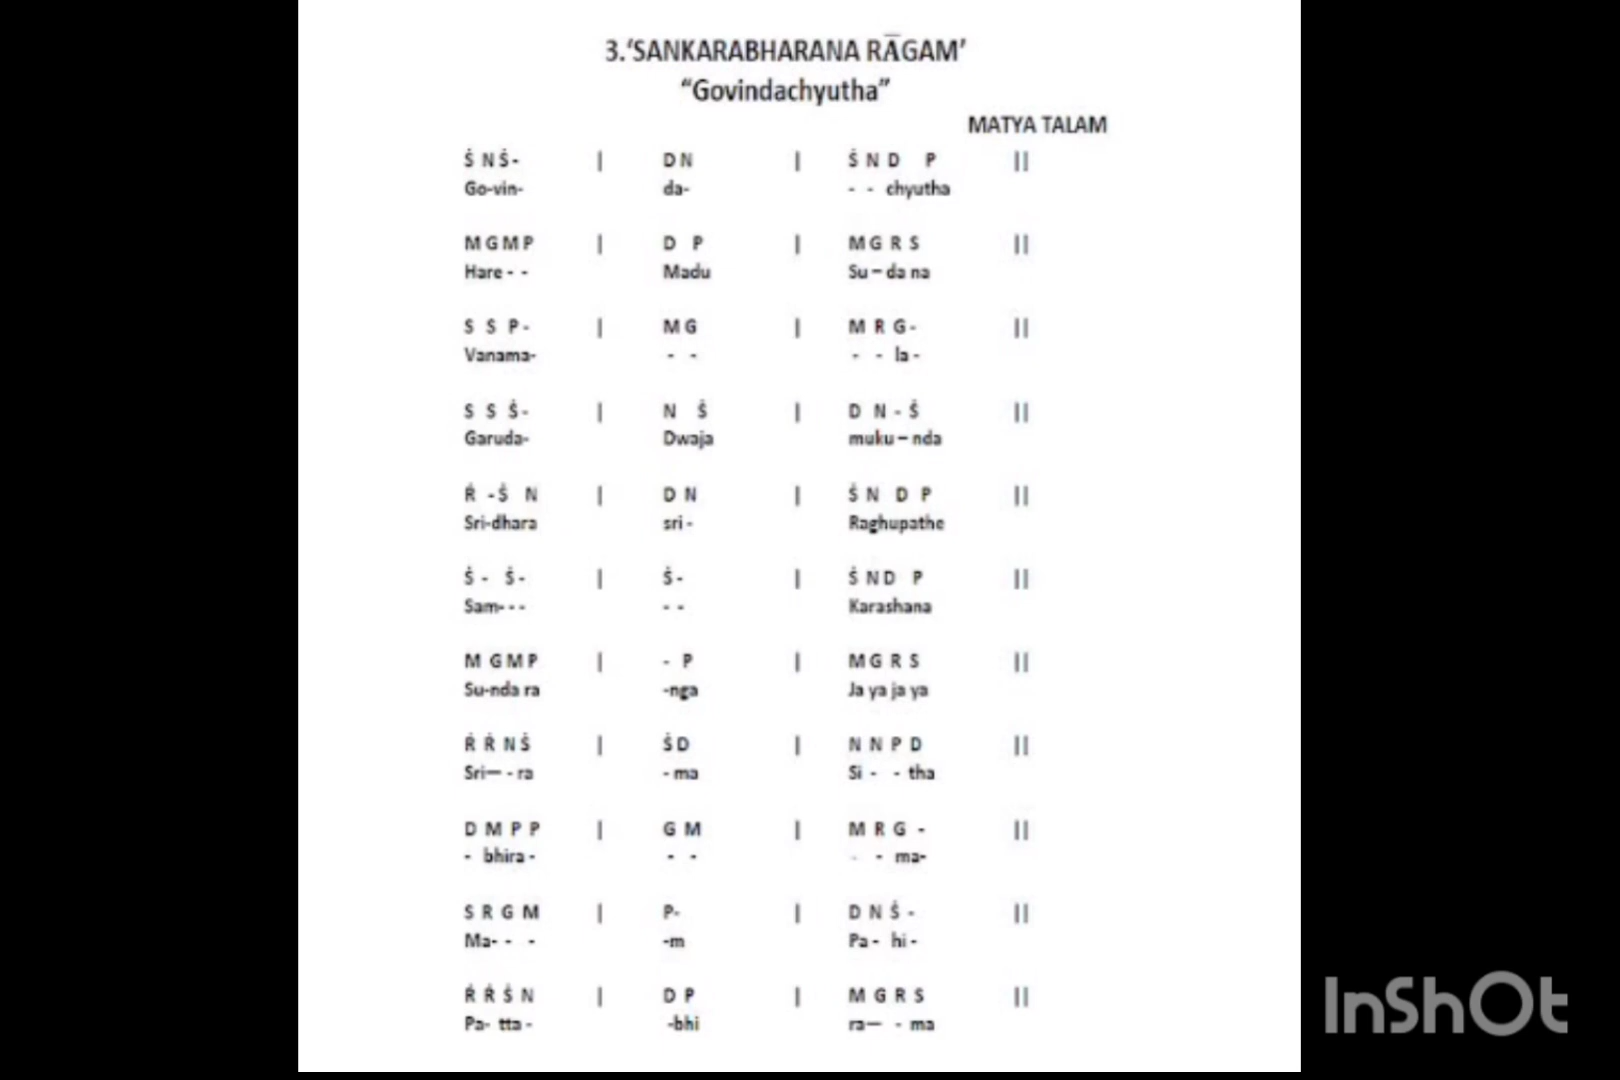 3.‘SANKARABHARANA RĀGAM’
“Govindachyutha”
MATYA TALAM
Ṡ N Ṡ - | D N | Ṡ N D P ||
Go-vin- da- - - chyutha
M G M P | D P | M G R S ||
Hare - - Madu Su – da na
S S P - | M G | M R G - ||
Vanama- - - - - la -
S S Ṡ - | N Ṡ | D N - Ṡ ||
Garuda- Dwaja muku – nda
Ṙ - Ṡ N | D N | Ṡ N D P ||
Sri-dhara sri - Raghupathe
Ṡ - Ṡ - | Ṡ - | Ṡ N D P ||
Sam- - - - - Karashana
M G M P | - P | M G R S ||
Su-nda ra -nga Ja ya ja ya
Ṙ Ṙ N Ṡ | Ṡ D | N N P D ||
Sri— - ra - ma Si - - tha
D M P P | G M | M R G - ||
- bhira - - - - - ma-
S R G M | P- | D N Ṡ - ||
Ma- - - -m Pa - hi -
Ṙ Ṙ Ṡ N | D P | M G R S ||
Pa- tta - -bhi ra— - ma
InShOt